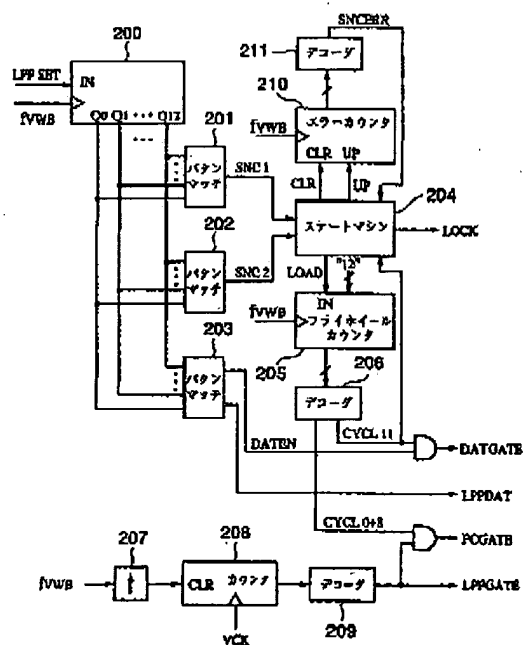 200
LPP SET
IN
fVWB
Q0 Q1 ･･･ Q12
201
パタン
マッチ
SNC1
202
パタン
マッチ
SNC2
203
パタン
マッチ
DATEN
211
デコーダ
SNCERR
210
エラーカウンタ
fVWB
CLR UP
CLR
UP
204
ステートマシン
LOCK
LOAD
"12"
IN
fVWB
フライホイール
カウンタ
205
206
デコーダ
CYCL11
DATGATE
LPPDAT
CYCL0+8
PCGATE
207
208
fVWB
CLR カウンタ
デコーダ
LPPGATE
VCK
209